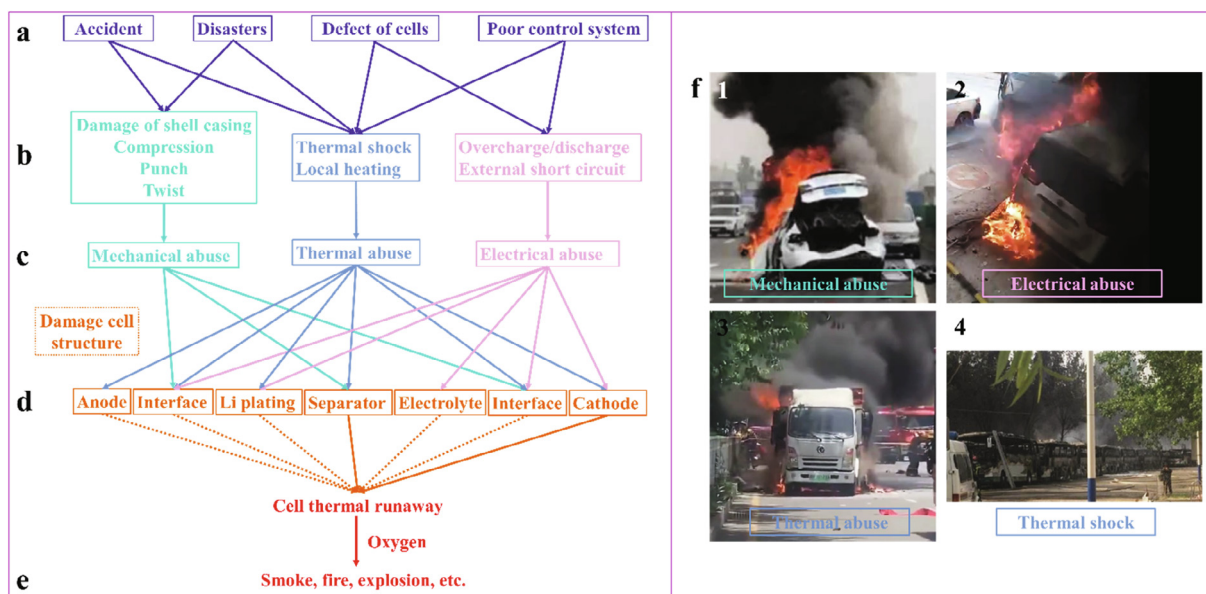 a
Accident
Disasters
Defect of cells
Poor control system
b
Damage of shell casing
Compression
Punch
Twist
Thermal shock
Local heating
Overcharge/discharge
External short circuit
c
Mechanical abuse
Thermal abuse
Electrical abuse
Damage cell
structure
d
Anode
Interface
Li plating
Separator
Electrolyte
Interface
Cathode
Cell thermal runaway
Oxygen
e
Smoke, fire, explosion, etc.
f
1
Mechanical abuse
2
Electrical abuse
3
Thermal abuse
4
Thermal shock